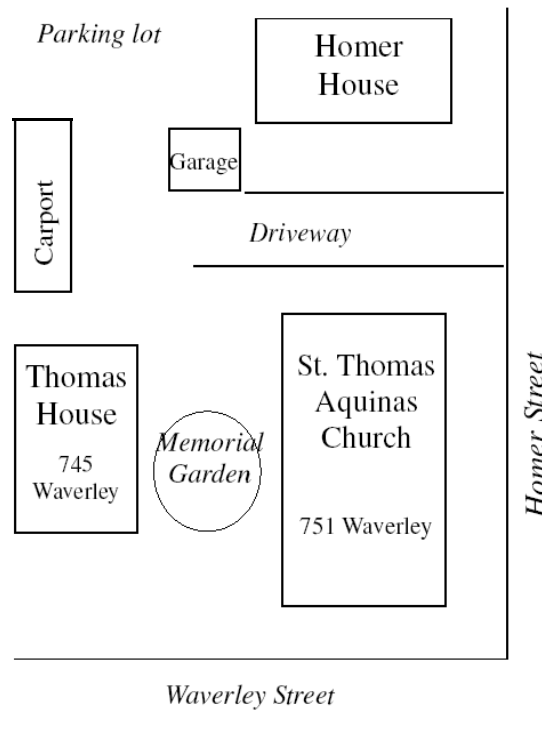 Parking lot
Homer
House
Garage
Carport
Driveway
Thomas
House
745
Waverley
Memorial
Garden
St. Thomas
Aquinas
Church
751 Waverley
Homer Street
Waverley Street